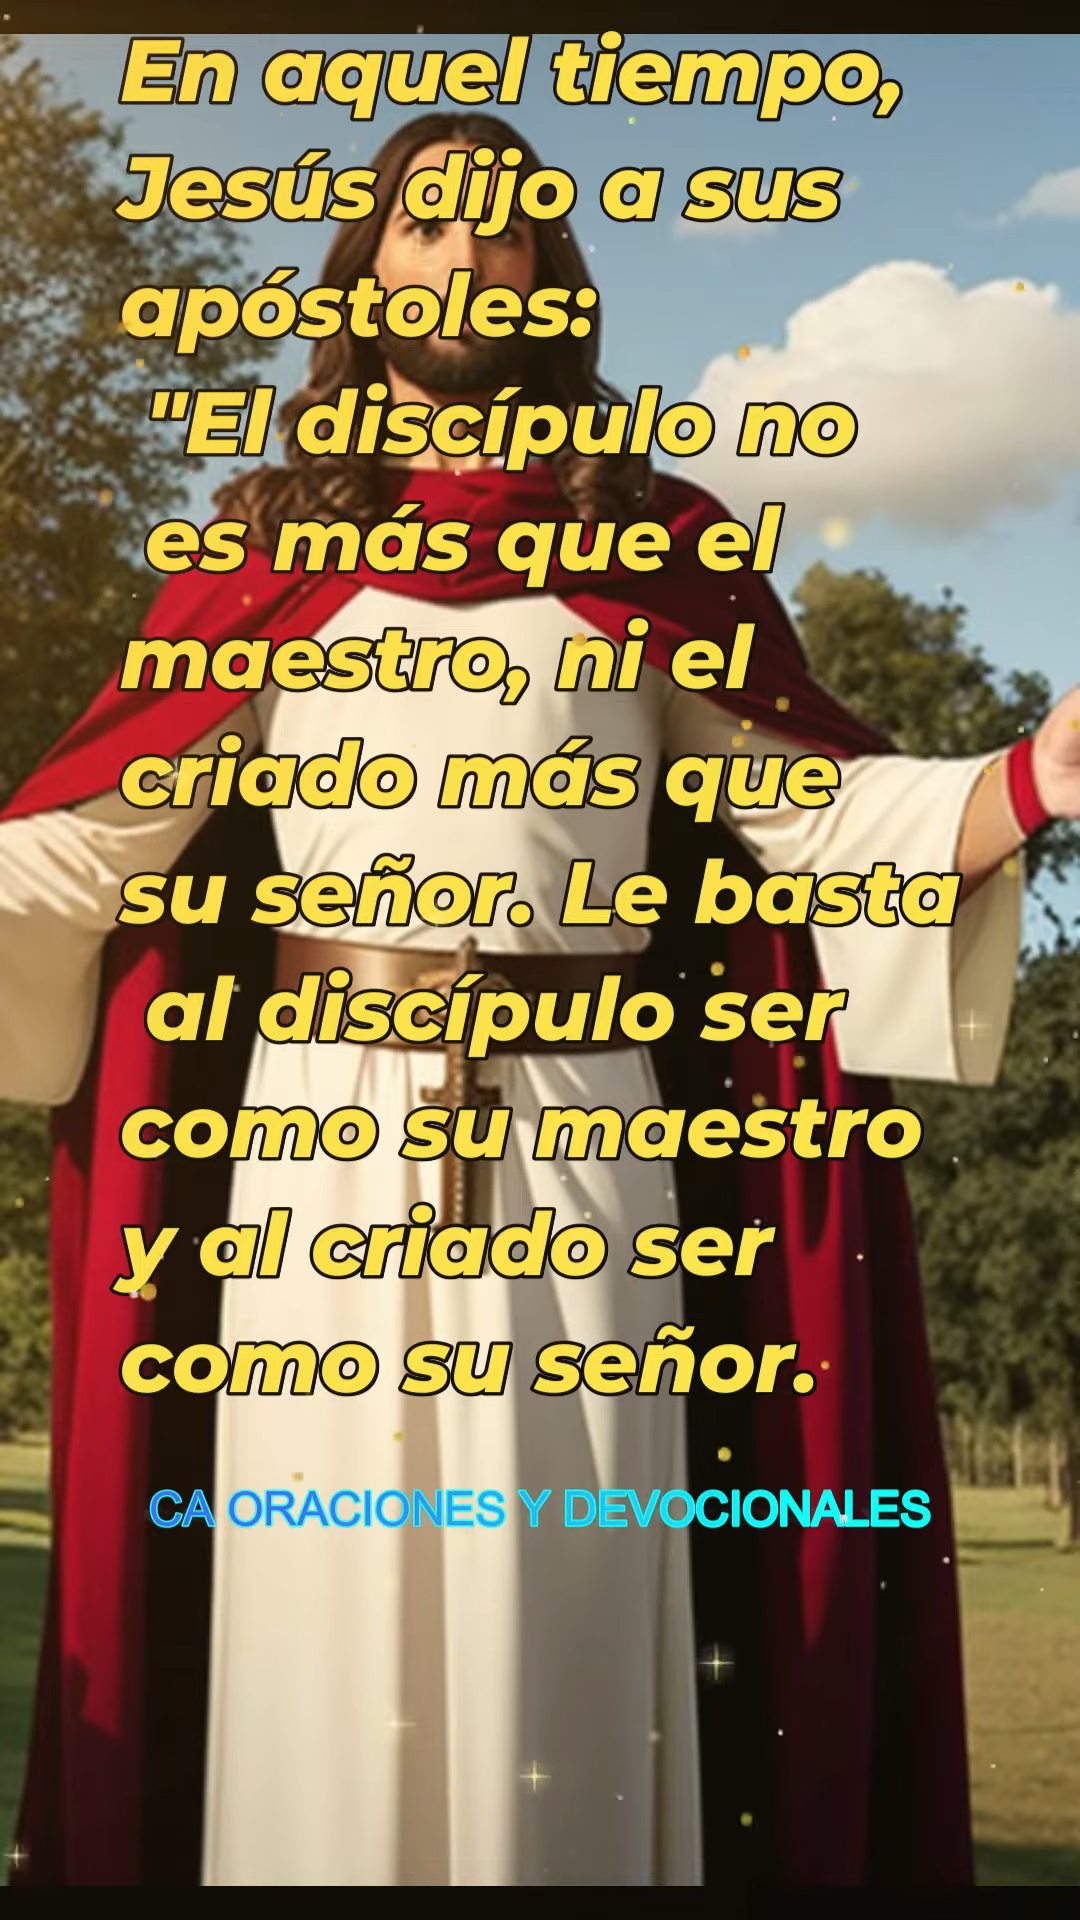 En aquel tiempo,
Jesús dijo a sus
apóstoles:
"El discípulo no
es más que el
maestro, ni el
criado más que
su señor. Le basta
al discípulo ser
como su maestro
y al criado ser
como su señor.
CA ORACIONES Y DEVOCIONALES